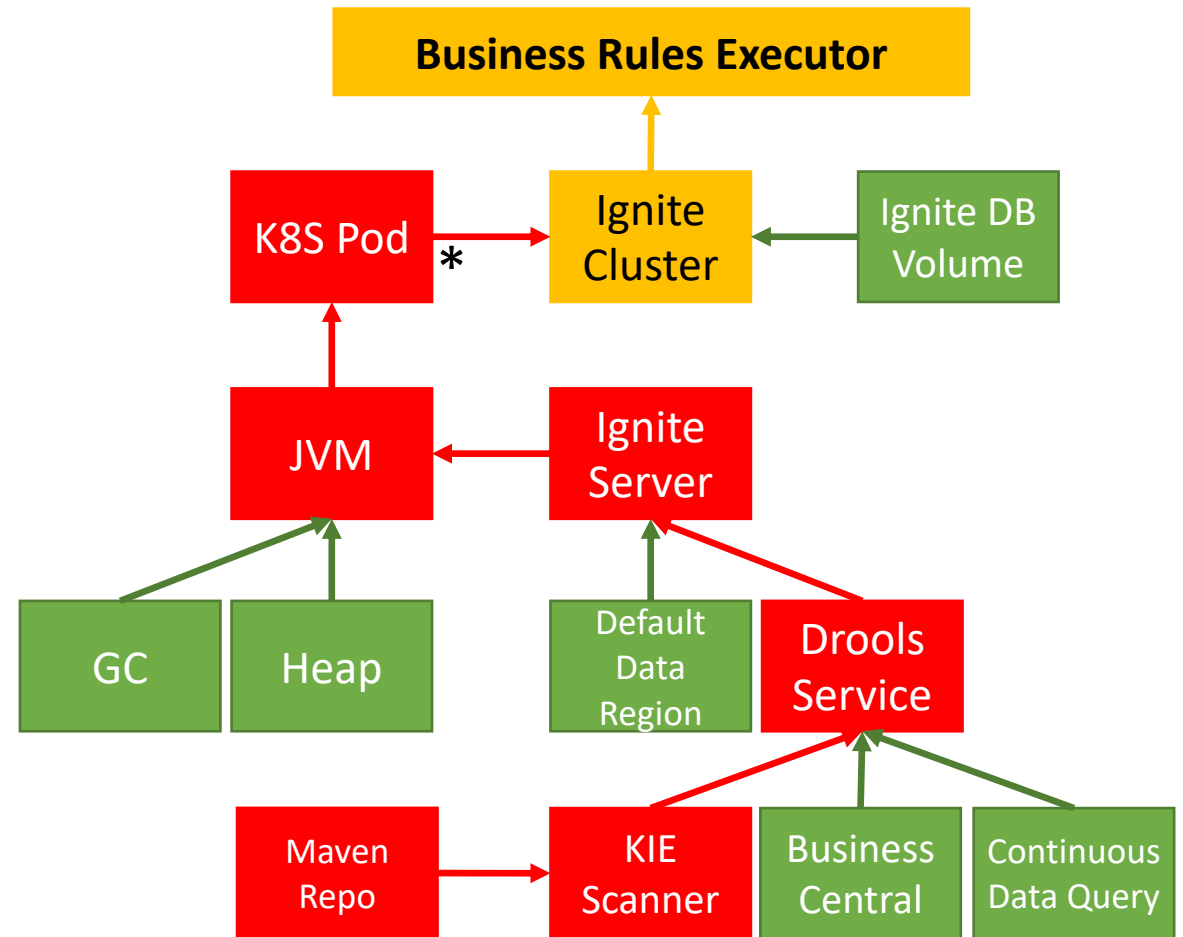 Business Rules Executor
K8S Pod
*
Ignite
Cluster
Ignite DB
Volume
JVM
Ignite
Server
GC
Heap
Default
Data
Region
Drools
Service
Maven
Repo
KIE
Scanner
Business
Central
Continuous
Data Query